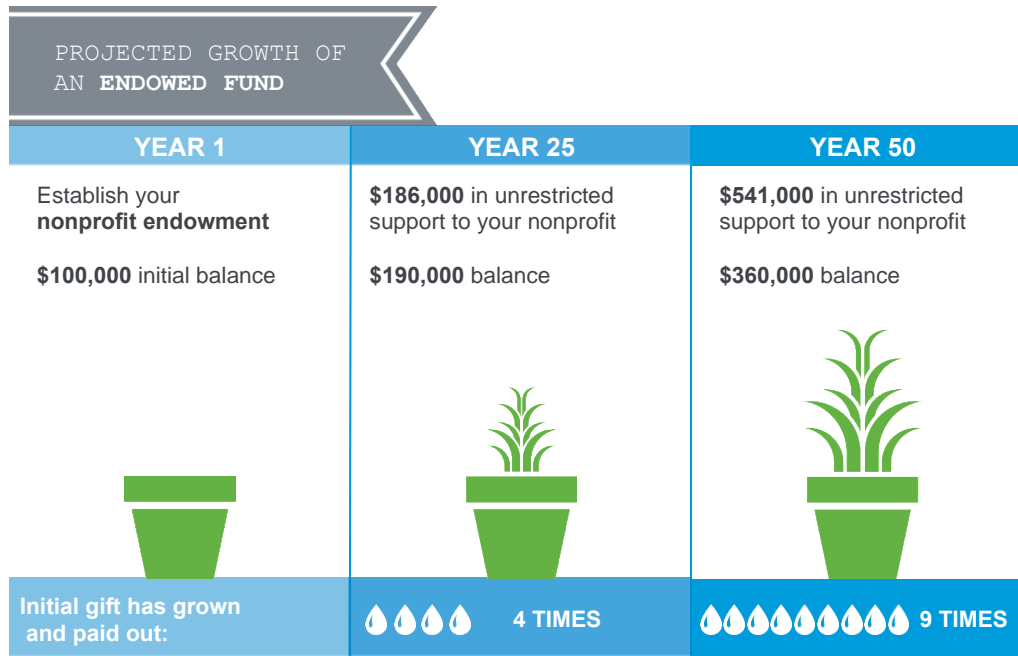 PROJECTED GROWTH OF
AN ENDOWED FUND
YEAR 1
Establish your
nonprofit endowment
$100,000 initial balance
YEAR 25
$186,000 in unrestricted
support to your nonprofit
$190,000 balance
YEAR 50
$541,000 in unrestricted
support to your nonprofit
$360,000 balance
Initial gift has grown
and paid out:
4 TIMES
9 TIMES